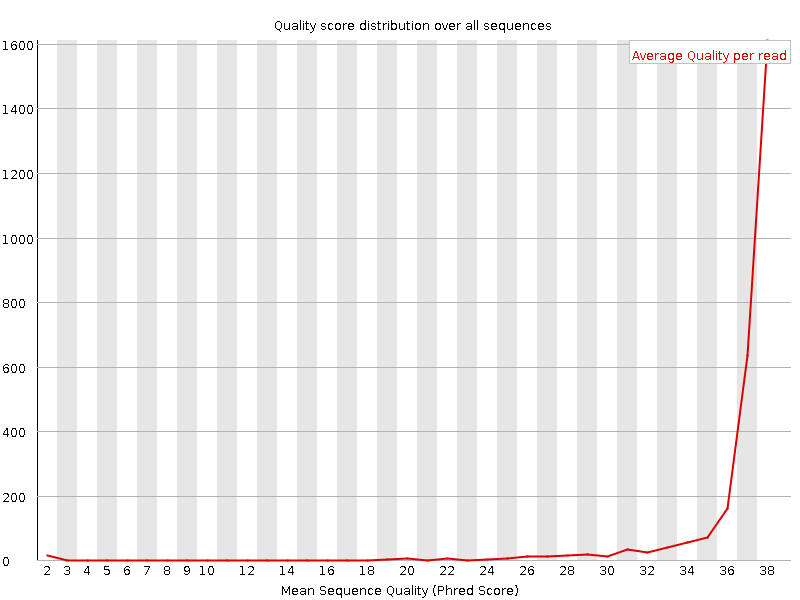 Quality score distribution over all sequences
Average Quality per read
1600
1400
1200
1000
800
600
400
200
0
2 3 4 5 6 7 8 9 10 12 14 16 18 20 22 24 26 28 30 32 34 36 38
Mean Sequence Quality (Phred Score)